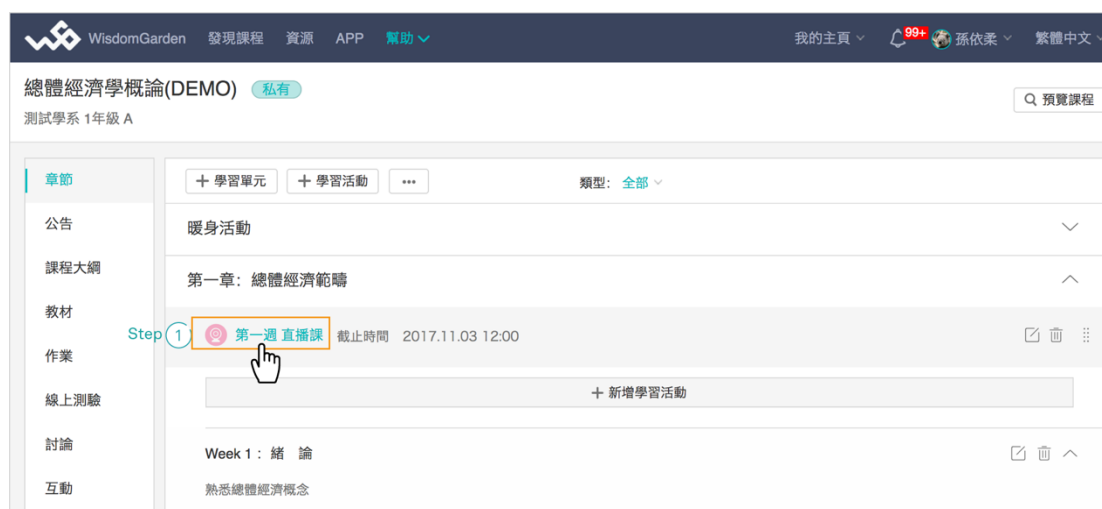 WisdomGarden 發現課程 資源 APP 幫助 我的主頁 99+ 孫依柔 繁體中文
總體經濟學概論(DEMO) 私有
預覽課程
測試學系 1年級 A
章節
公告
課程大綱
教材
作業
線上測驗
討論
互動
+ 學習單元 + 學習活動 ••• 類型: 全部
暖身活動
第一章: 總體經濟範疇
Step 1 第一週 直播課 截止時間 2017.11.03 12:00
+ 新增學習活動
Week 1 : 緒 論
熟悉總體經濟概念